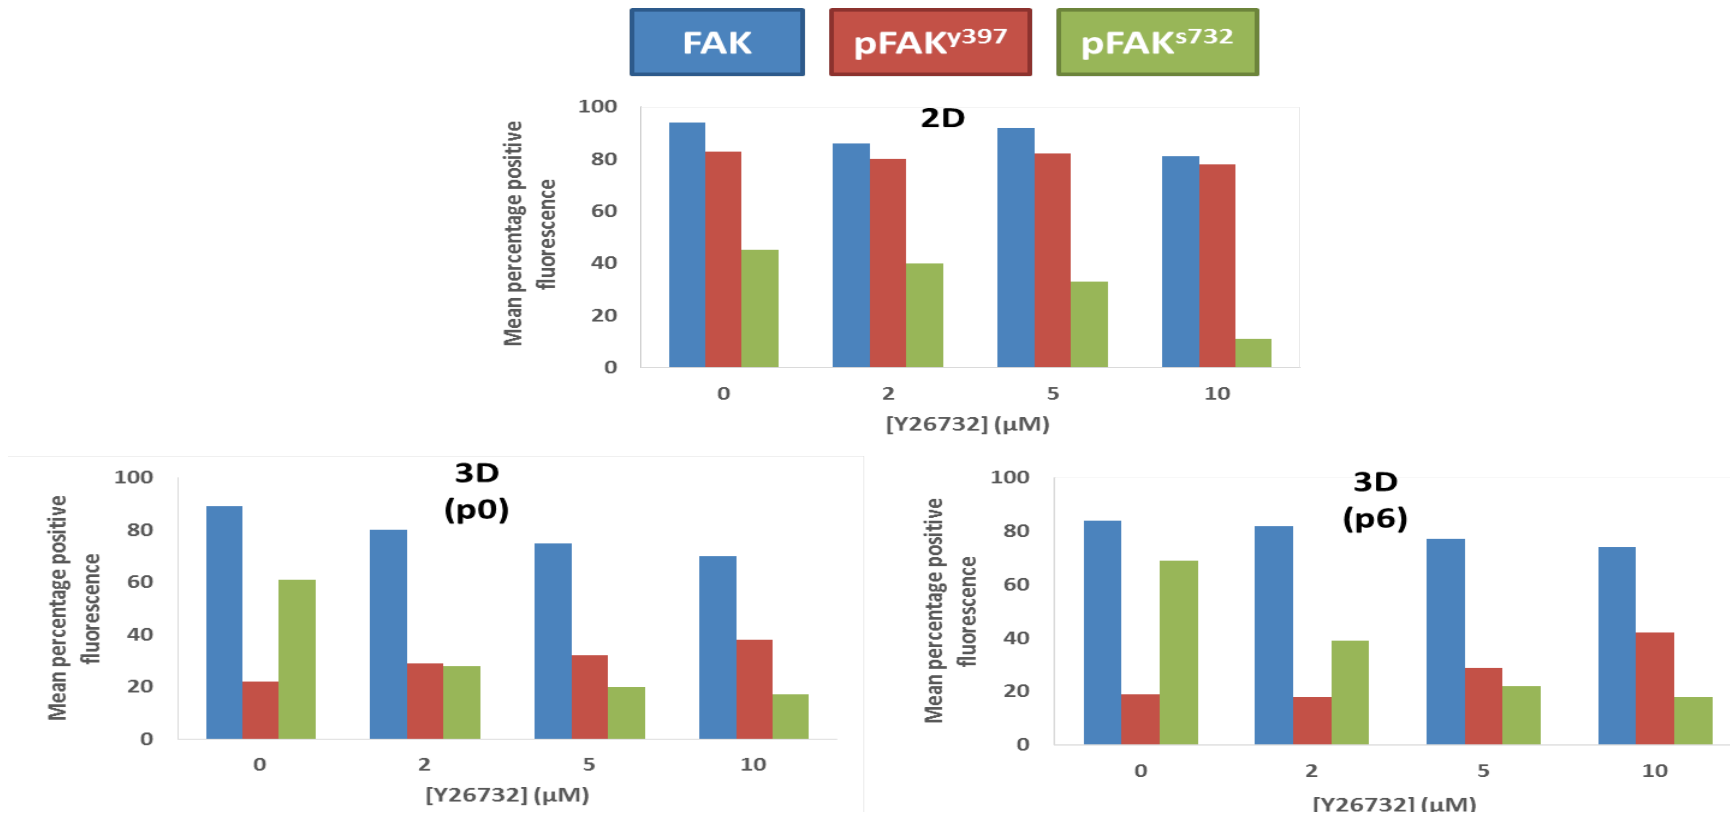 FAK pFAKy397 pFAKs732
2D
Mean percentage positive
fluorescence
100
80
60
40
20
0
0 2 5 10
[Y26732] (μM)
3D
(p0)
Mean percentage positive
fluorescence
100
80
60
40
20
0
0 2 5 10
[Y26732] (μM)
3D
(p6)
Mean percentage positive
fluorescence
100
80
60
40
20
0
0 2 5 10
[Y26732] (μM)